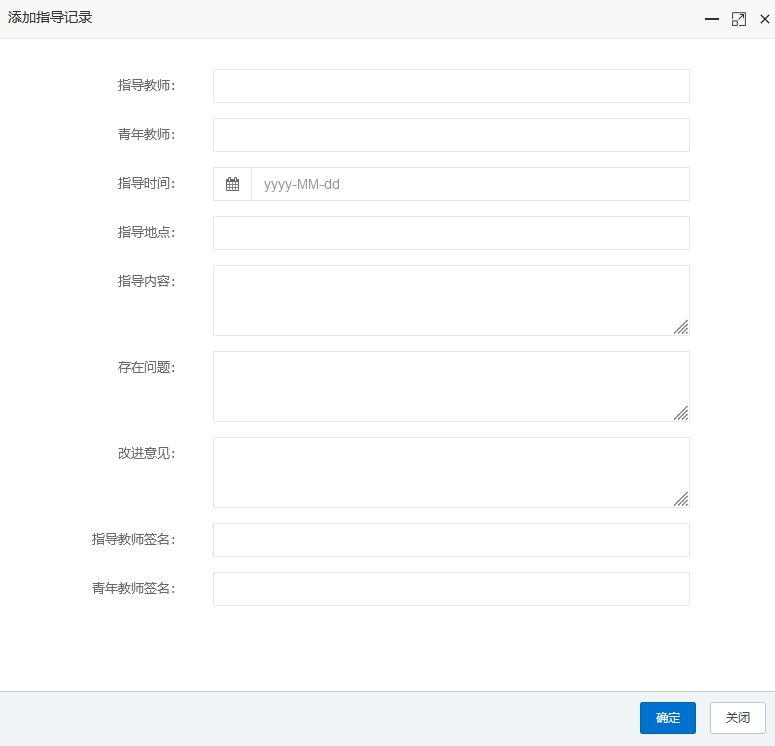 添加指导记录
指导教师:
青年教师:
指导时间: yyyy-MM-dd
指导地点:
指导内容:
存在问题:
改进意见:
指导教师签名:
青年教师签名:
确定 关闭